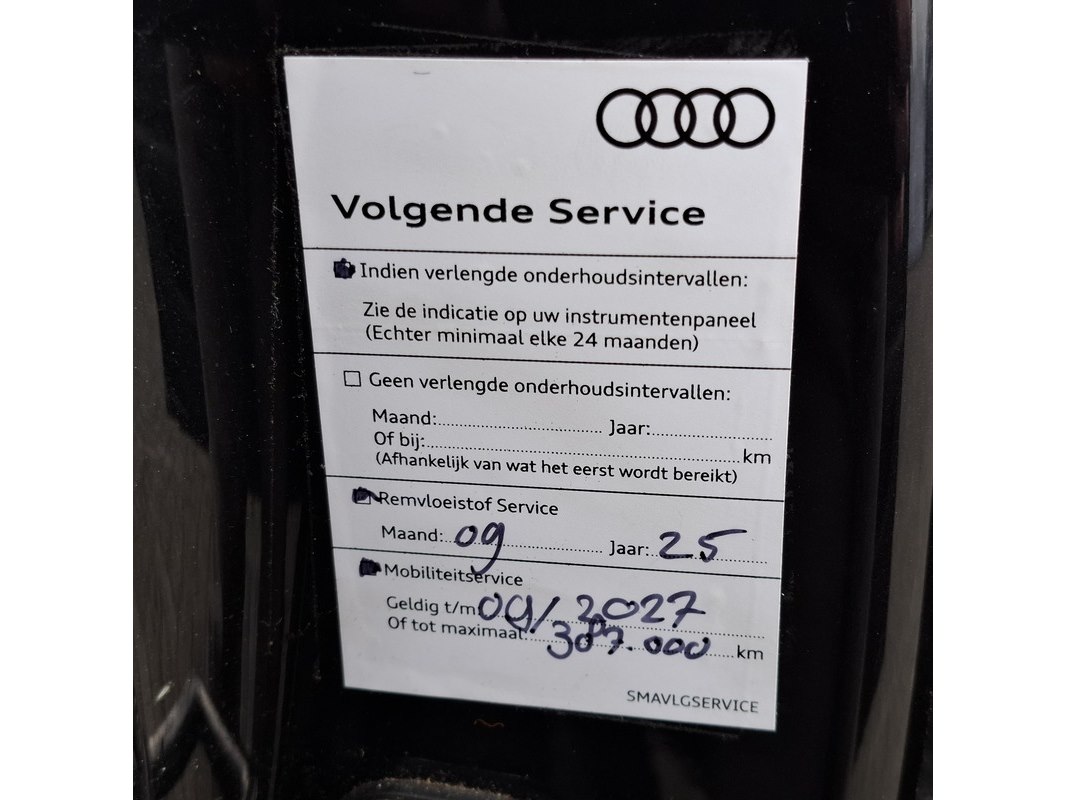 Volgende Service
Indien verlengde onderhoudsintervallen:
Zie de indicatie op uw instrumentenpaneel
(Echter minimaal elke 24 maanden)
Geen verlengde onderhoudsintervallen:
Maand:.................... Jaar:....................
Of bij:....................km
(Afhankelijk van wat het eerst wordt bereikt)
Remvloeistof Service
Maand: 09 Jaar: 25
Mobiliteitservice
Geldig t/m: 09/2027
Of tot maximaal: 307.000 km
SMAVLGSERVICE